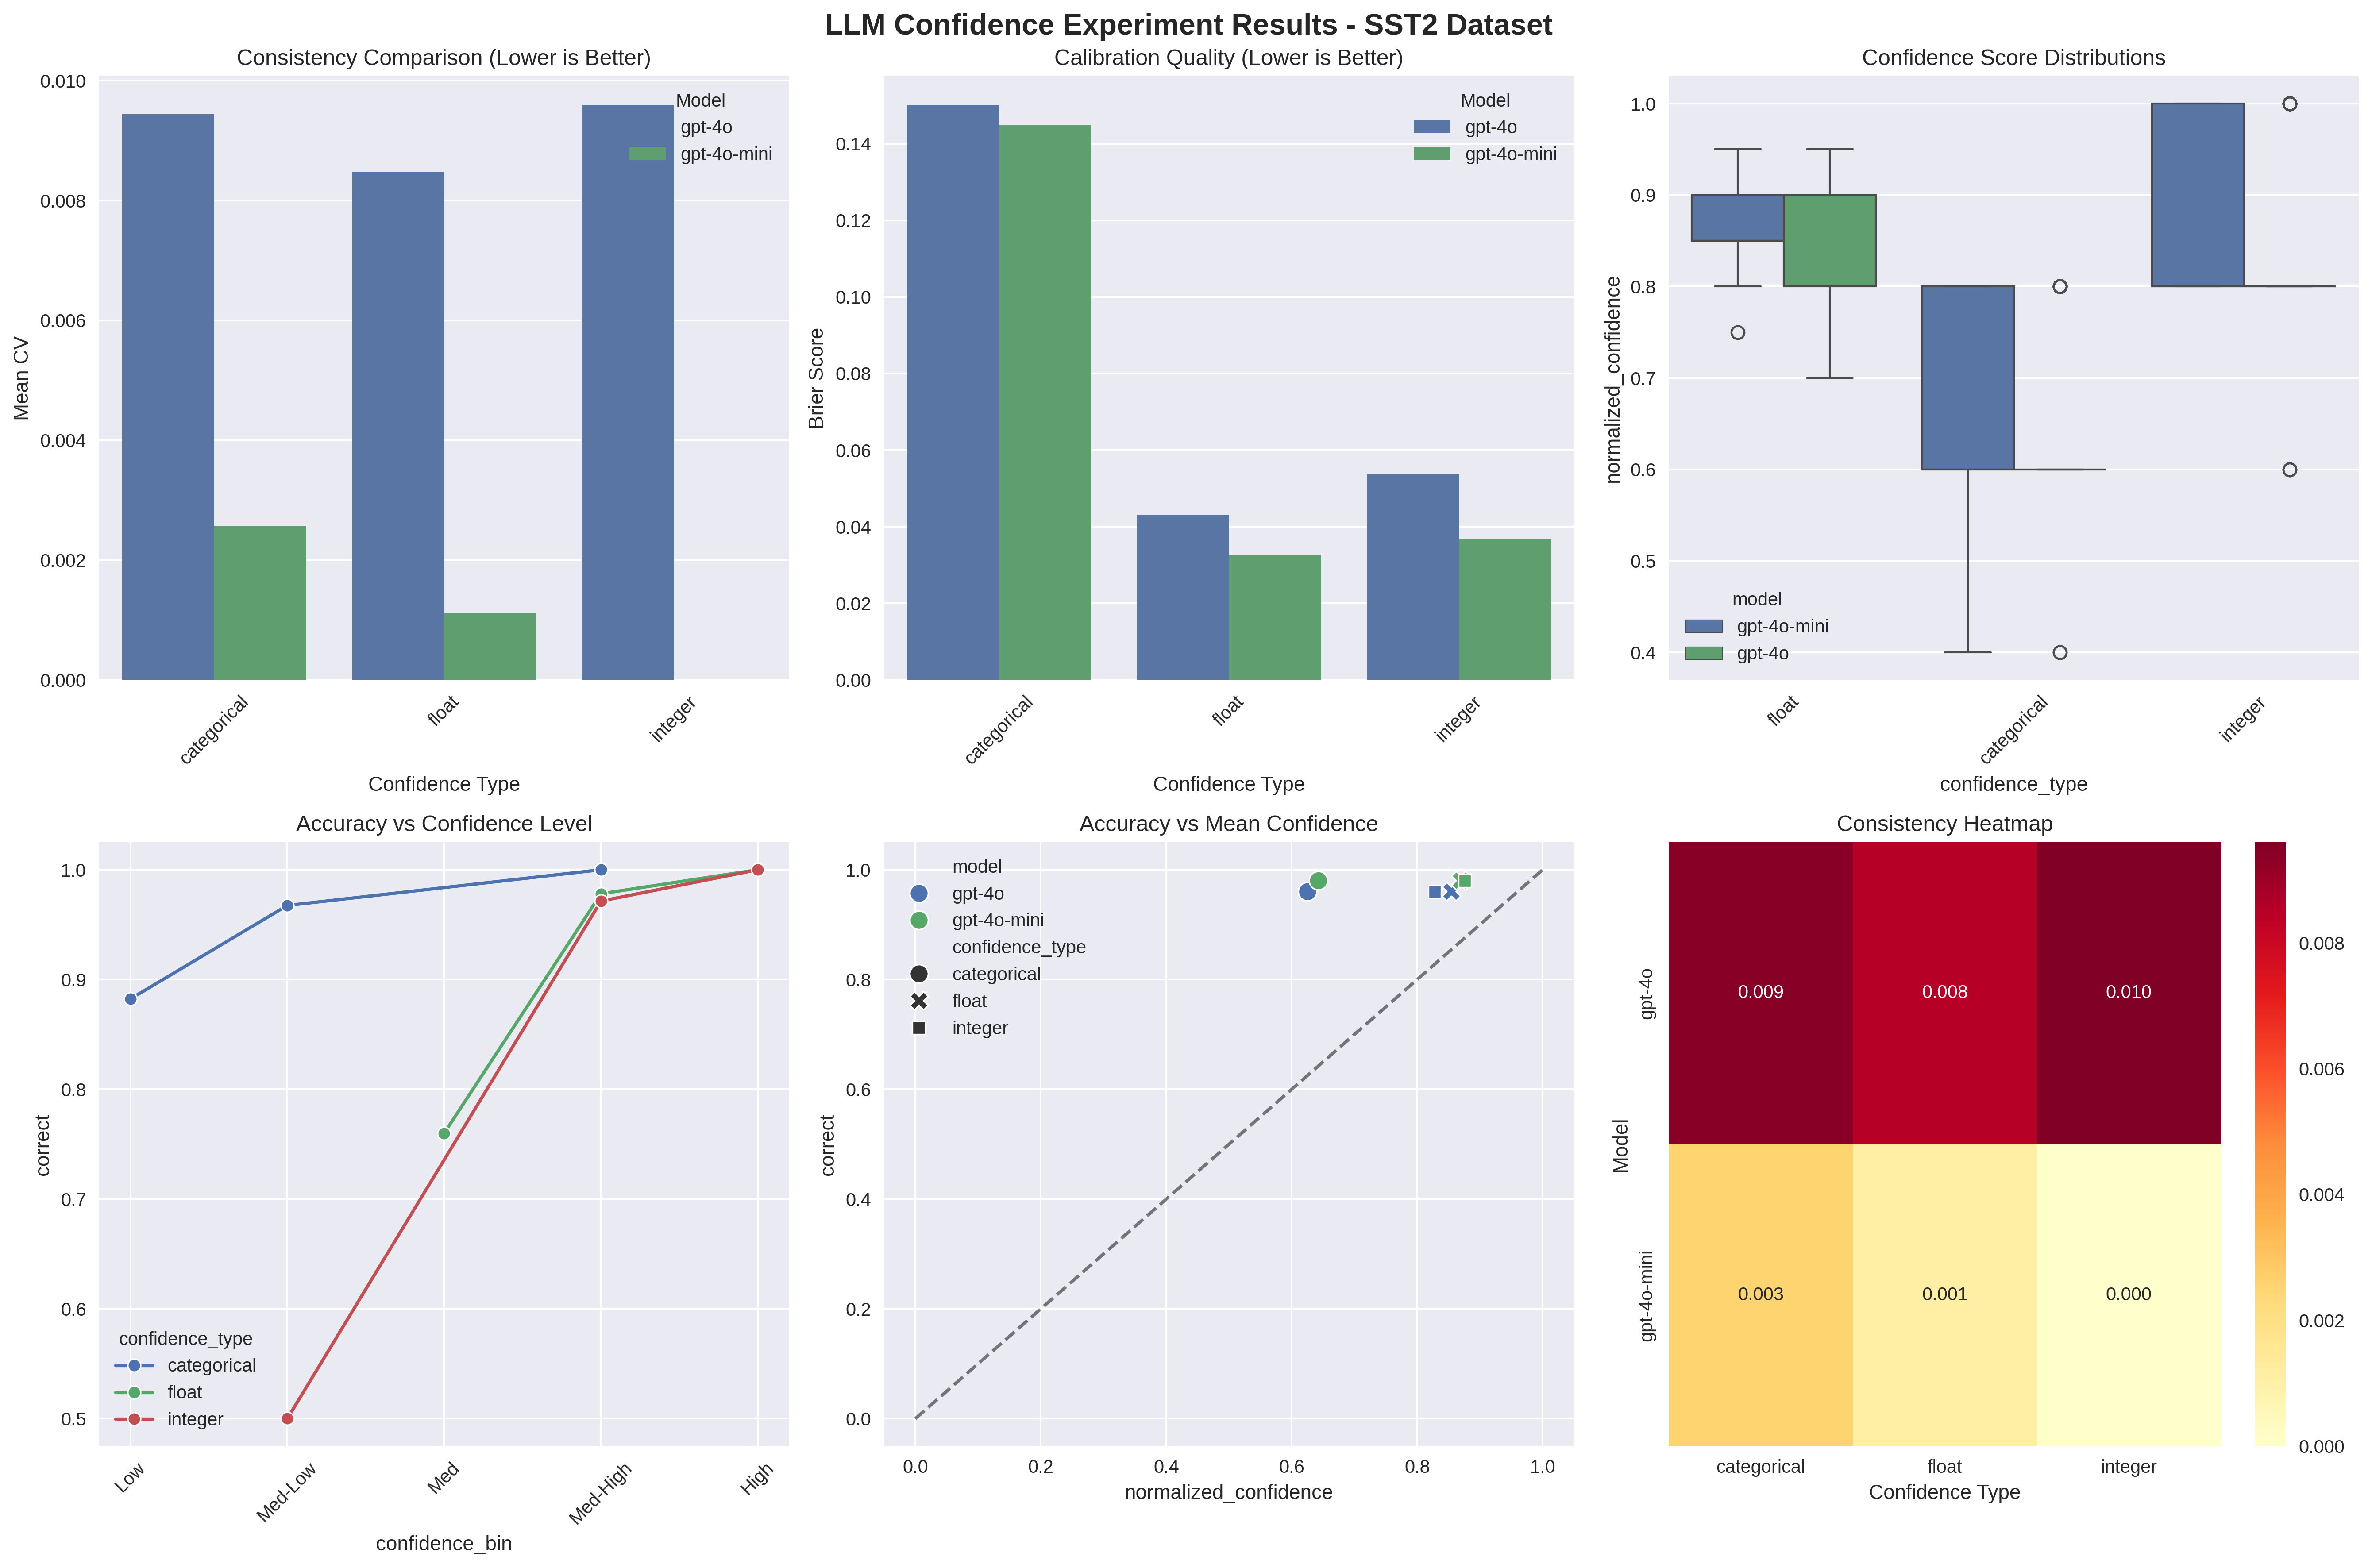 LLM Confidence Experiment Results - SST2 Dataset
Consistency Comparison (Lower is Better)
Mean CV
0.010
0.008
0.006
0.004
0.002
0.000
Model
gpt-4o
gpt-4o-mini
categorical
float
integer
Confidence Type
Calibration Quality (Lower is Better)
Brier Score
0.14
0.12
0.10
0.08
0.06
0.04
0.02
0.00
Model
gpt-4o
gpt-4o-mini
categorical
float
integer
Confidence Type
Confidence Score Distributions
normalized_confidence
1.0
0.9
0.8
0.7
0.6
0.5
0.4
model
gpt-4o-mini
gpt-4o
float
categorical
integer
confidence_type
Accuracy vs Confidence Level
correct
1.0
0.9
0.8
0.7
0.6
0.5
confidence_type
categorical
float
integer
Low
Med-Low
Med
Med-High
High
confidence_bin
Accuracy vs Mean Confidence
correct
1.0
0.8
0.6
0.4
0.2
0.0
model
gpt-4o
gpt-4o-mini
confidence_type
categorical
float
integer
0.0 0.2 0.4 0.6 0.8 1.0
normalized_confidence
Consistency Heatmap
Model
gpt-4o
gpt-4o-mini
0.009 0.008 0.010
0.003 0.001 0.000
categorical float integer
Confidence Type
0.008
0.006
0.004
0.002
0.000